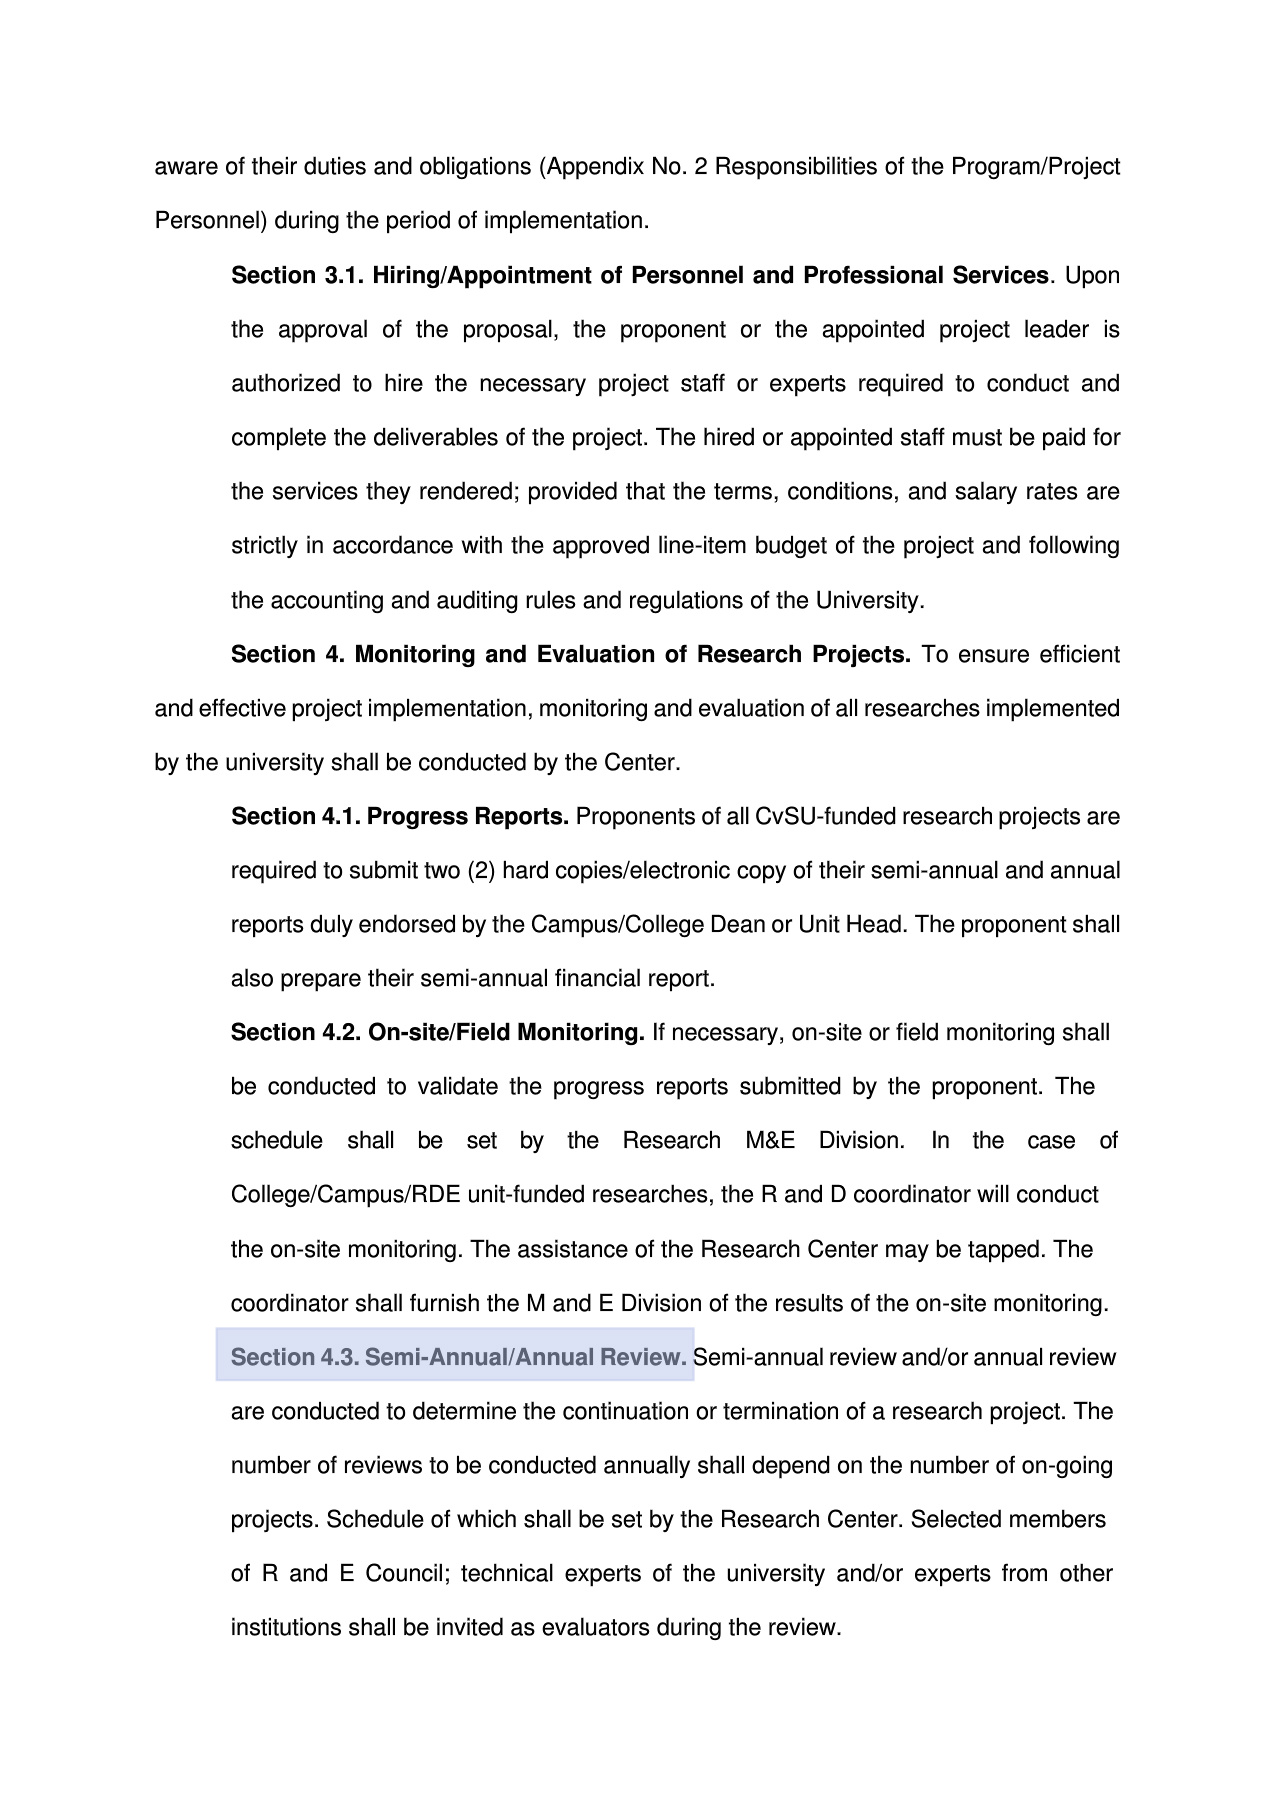 aware of their duties and obligations (Appendix No. 2 Responsibilities of the Program/Project
Personnel) during the period of implementation.
Section 3.1. Hiring/Appointment of Personnel and Professional Services. Upon
the approval of the proposal, the proponent or the appointed project leader is
authorized to hire the necessary project staff or experts required to conduct and
complete the deliverables of the project. The hired or appointed staff must be paid for
the services they rendered; provided that the terms, conditions, and salary rates are
strictly in accordance with the approved line-item budget of the project and following
the accounting and auditing rules and regulations of the University.
Section 4. Monitoring and Evaluation of Research Projects. To ensure efficient
and effective project implementation, monitoring and evaluation of all researches implemented
by the university shall be conducted by the Center.
Section 4.1. Progress Reports. Proponents of all CvSU-funded research projects are
required to submit two (2) hard copies/electronic copy of their semi-annual and annual
reports duly endorsed by the Campus/College Dean or Unit Head. The proponent shall
also prepare their semi-annual financial report.
Section 4.2. On-site/Field Monitoring. If necessary, on-site or field monitoring shall
be conducted to validate the progress reports submitted by the proponent. The
schedule shall be set by the Research M&E Division. In the case of
College/Campus/RDE unit-funded researches, the R and D coordinator will conduct
the on-site monitoring. The assistance of the Research Center may be tapped. The
coordinator shall furnish the M and E Division of the results of the on-site monitoring.
Section 4.3. Semi-Annual/Annual Review. Semi-annual review and/or annual review
are conducted to determine the continuation or termination of a research project. The
number of reviews to be conducted annually shall depend on the number of on-going
projects. Schedule of which shall be set by the Research Center. Selected members
of R and E Council; technical experts of the university and/or experts from other
institutions shall be invited as evaluators during the review.